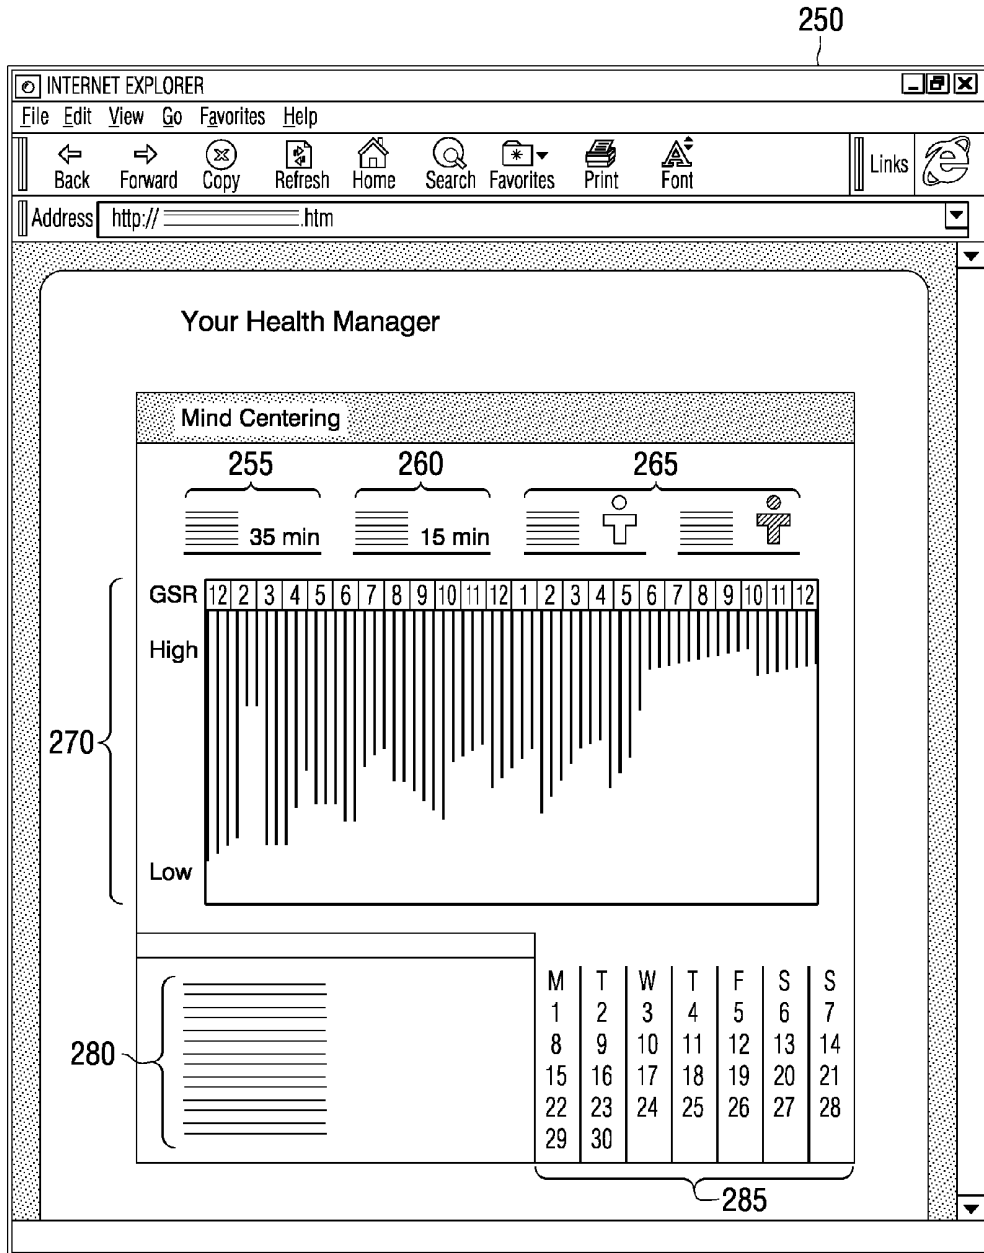 250
INTERNET EXPLORER
File Edit View Go Favorites Help
Back Forward Copy Refresh Home Search Favorites Print Font Links
Address http:// .htm
Your Health Manager
Mind Centering
255 260 265
35 min 15 min
GSR 12 2 3 4 5 6 7 8 9 10 11 12 1 2 3 4 5 6 7 8 9 10 11 12
High
270
Low
M T W T F S S
1 2 3 4 5 6 7
8 9 10 11 12 13 14
280
15 16 17 18 19 20 21
22 23 24 25 26 27 28
29 30
285